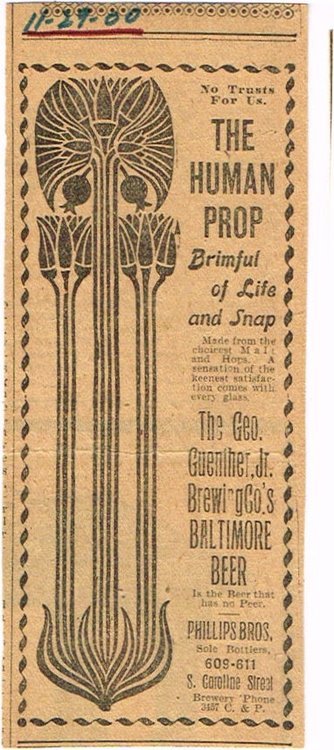 11-29-00
No Trusts
For Us.
THE
HUMAN
PROP
Brimful
of Life
and Snap
Made from the
choicest Malt
and Hops. A
sensation of the
keenest satisfac-
tion comes with
every glass.
The Geo.
Guenther, Jr.
Brewing Co.'s
BALTIMORE
BEER
Is the Beer that
has no Peer.
PHILLIPS BROS.
Sole Bottlers,
609-611
S. Caroline Street
Brewery 'Phone
3457 C. & P.